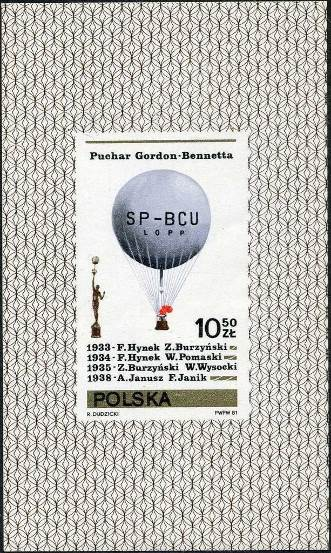 Puchar Gordon-Bennetta
SP-BCU
LOPP
10 50 ZŁ
1933-F.Hynek Z.Burzyński
1934-F.Hynek W.Pomaski
1935-Z.Burzyński W.Wysocki
1938-A.Janusz F.Janik
POLSKA
R.DUDZICKI PWPW 81